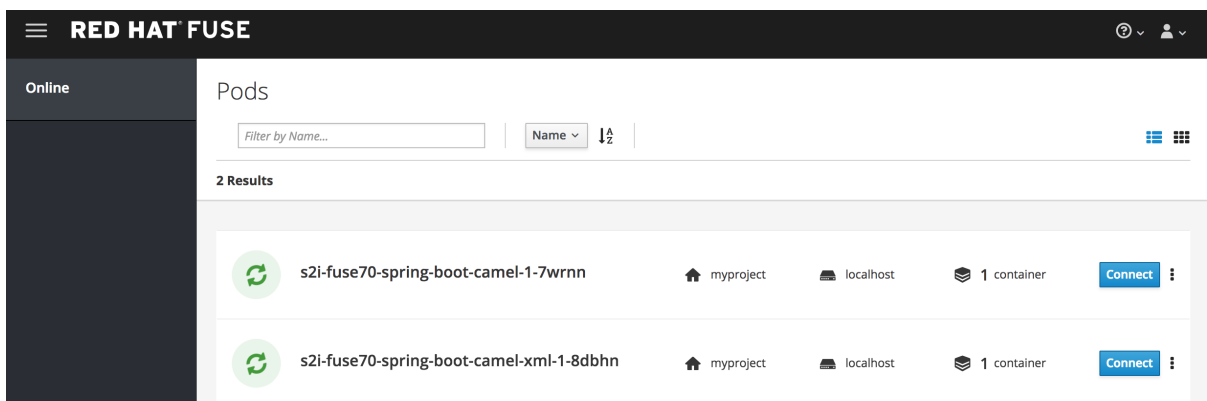 RED HAT® FUSE
Online
Pods
Filter by Name...
Name
A
Z
2 Results
s2i-fuse70-spring-boot-camel-1-7wrnn myproject localhost 1 container Connect
s2i-fuse70-spring-boot-camel-xml-1-8dbhn myproject localhost 1 container Connect